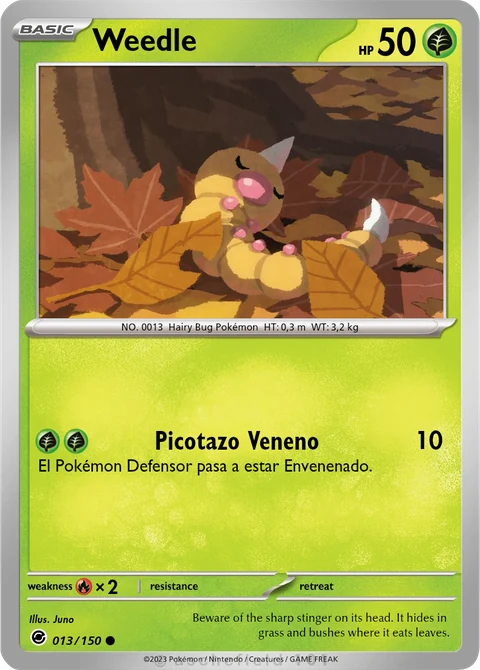 BASIC Weedle HP 50
NO. 0013 Hairy Bug Pokémon HT: 0,3 m WT: 3,2 kg
Picotazo Veneno 10
El Pokémon Defensor pasa a estar Envenenado.
weakness × 2 resistance retreat
Illus. Juno
Beware of the sharp stinger on its head. It hides in
grass and bushes where it eats leaves.
013/150
©2023 Pokémon / Nintendo / Creatures / GAME FREAK